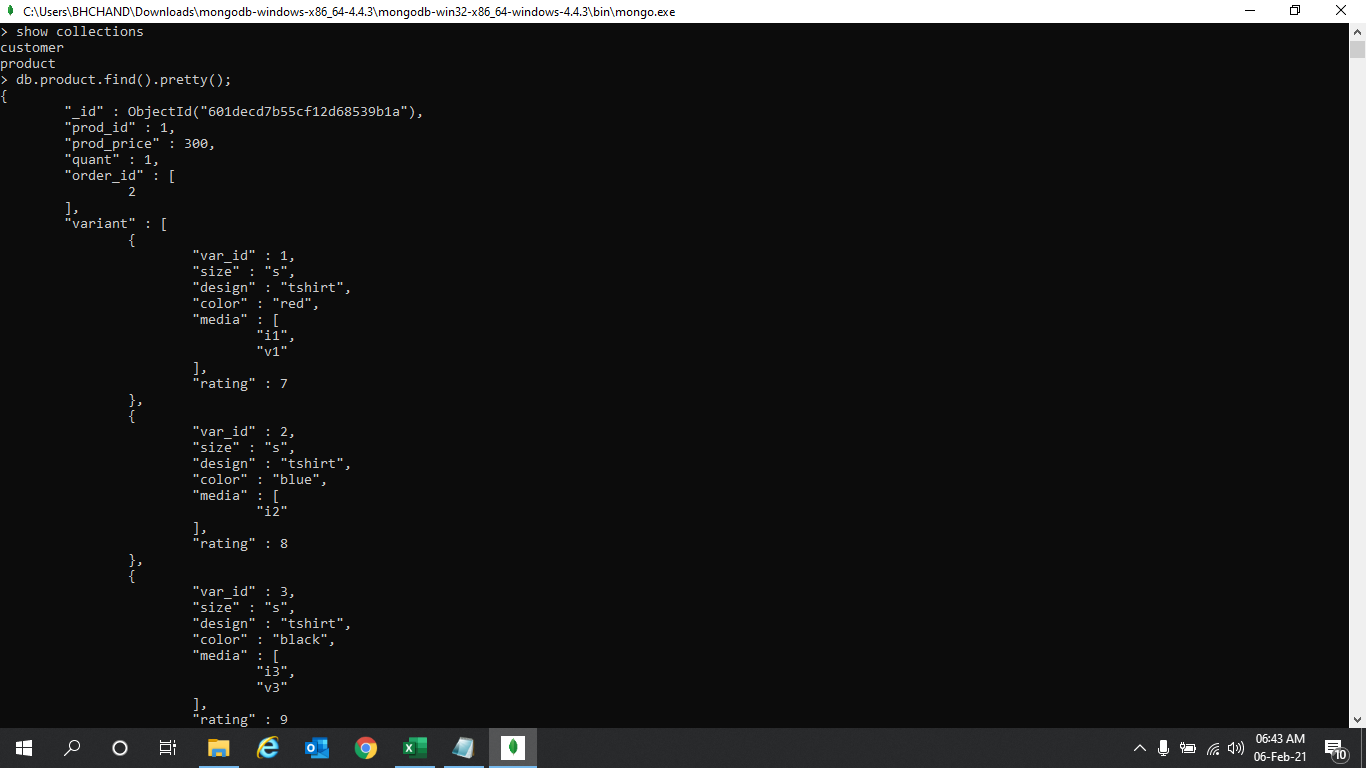 C:\Users\BHCHAND\Downloads\mongodb-windows-x86_64-4.4.3\mongodb-win32-x86_64-windows-4.4.3\bin\mongo.exe
> show collections
customer
product
> db.product.find().pretty();
{
"_id" : ObjectId("601decd7b55cf12d68539b1a"),
"prod_id" : 1,
"prod_price" : 300,
"quant" : 1,
"order_id" : [
2
],
"variant" : [
{
"var_id" : 1,
"size" : "s",
"design" : "tshirt",
"color" : "red",
"media" : [
"i1",
"v1"
],
"rating" : 7
},
{
"var_id" : 2,
"size" : "s",
"design" : "tshirt",
"color" : "blue",
"media" : [
"i2"
],
"rating" : 8
},
{
"var_id" : 3,
"size" : "s",
"design" : "tshirt",
"color" : "black",
"media" : [
"i3",
"v3"
],
"rating" : 9
06:43 AM
06-Feb-21
10